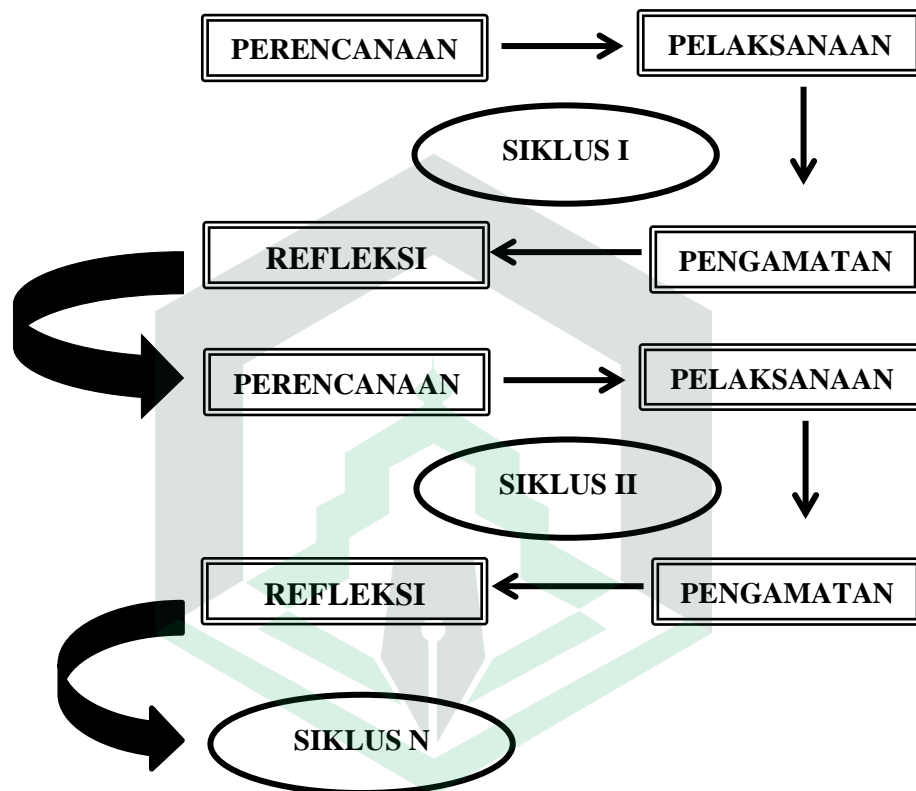 PERENCANAAN
PELAKSANAAN
SIKLUS I
REFLEKSI
PENGAMATAN
PERENCANAAN
PELAKSANAAN
SIKLUS II
REFLEKSI
PENGAMATAN
SIKLUS N